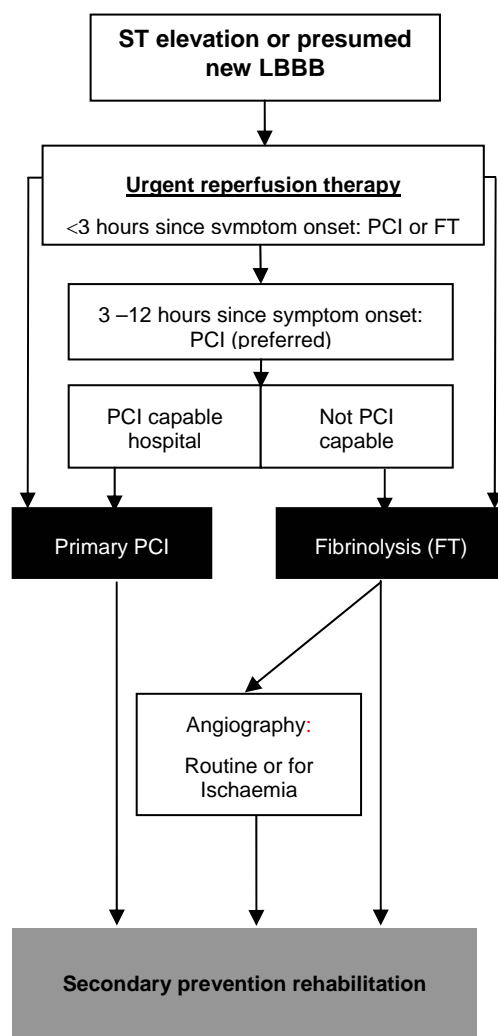 ST elevation or presumed
new LBBB
Urgent reperfusion therapy
<3 hours since symptom onset: PCI or FT
3 –12 hours since symptom onset:
PCI (preferred)
PCI capable
hospital
Not PCI
capable
Primary PCI
Fibrinolysis (FT)
Angiography:
Routine or for
Ischaemia
Secondary prevention rehabilitation